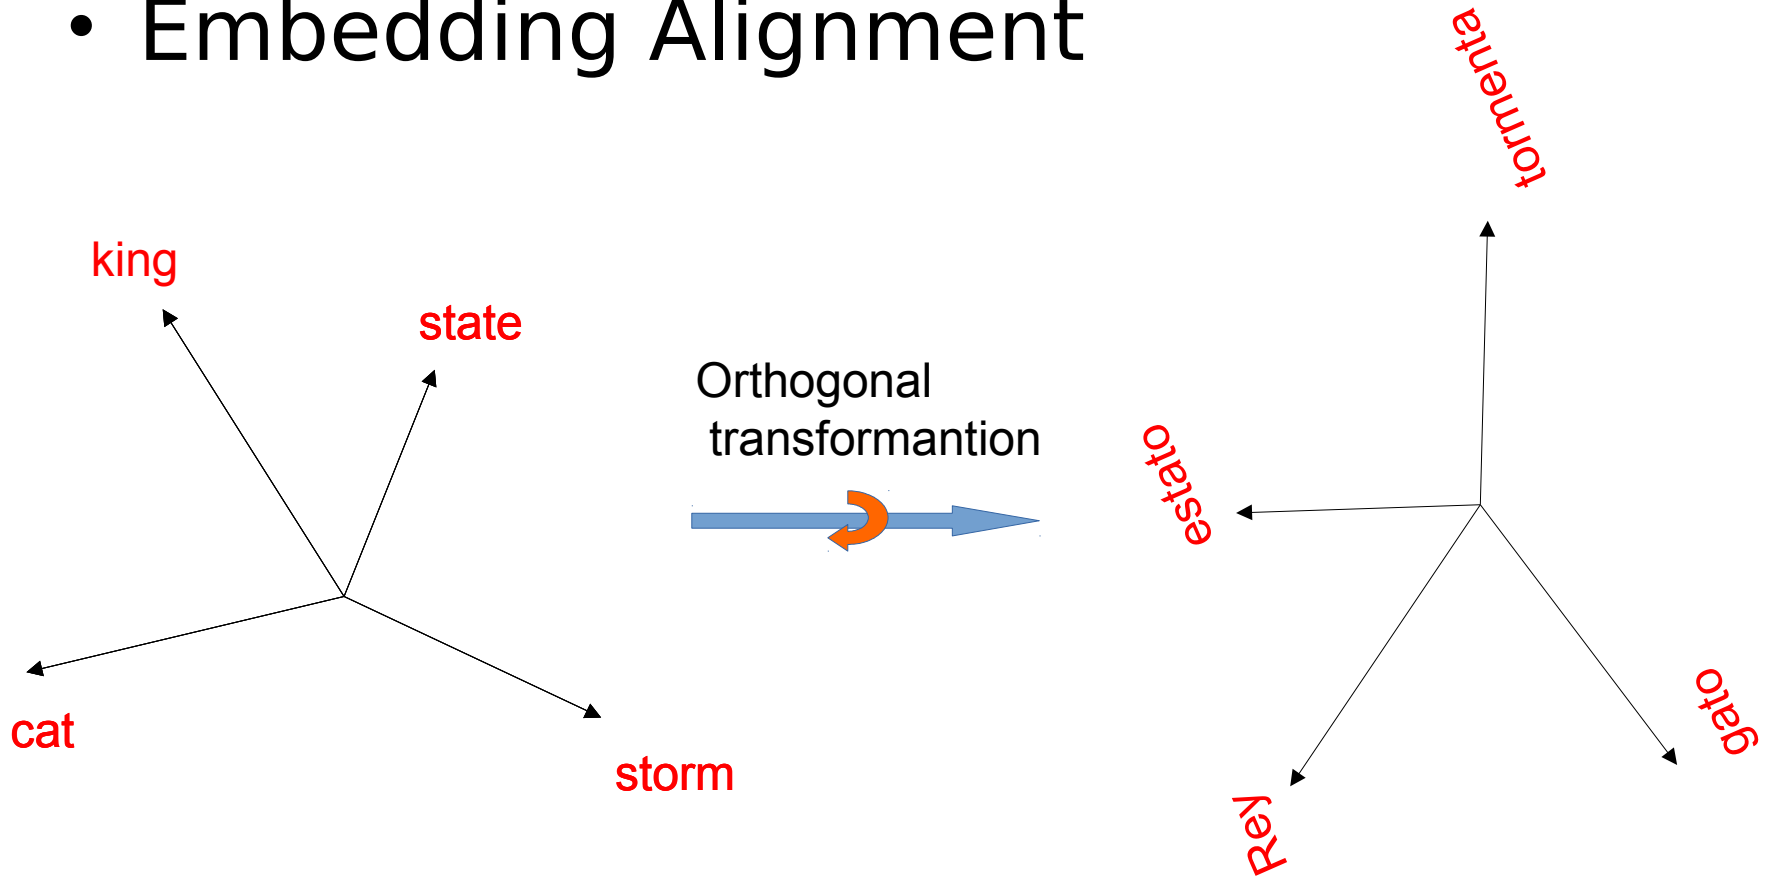 • Embedding Alignment
king
state
cat
storm
Orthogonal
transformantion
tormenta
estato
Rey
gato